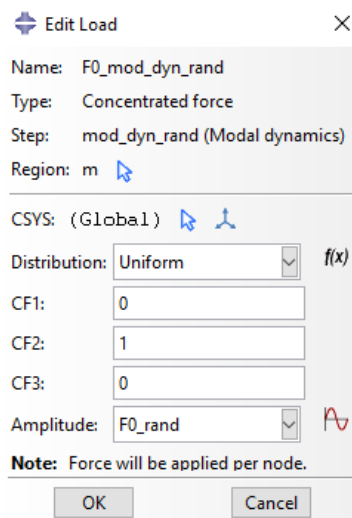 Edit Load
Name: F0_mod_dyn_rand
Type: Concentrated force
Step: mod_dyn_rand (Modal dynamics)
Region: m
CSYS: (Global)
Distribution: Uniform f(x)
CF1: 0
CF2: 1
CF3: 0
Amplitude: F0_rand
Note: Force will be applied per node.
OK Cancel